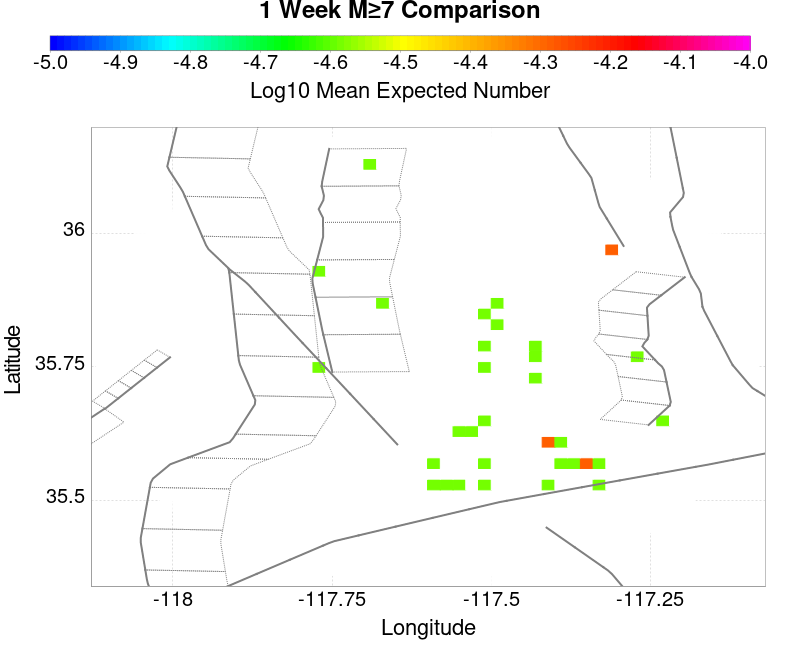 1 Week M≥7 Comparison
-5.0 -4.9 -4.8 -4.7 -4.6 -4.5 -4.4 -4.3 -4.2 -4.1 -4.0
Log10 Mean Expected Number
36
35.75
35.5
Latitude
-118 -117.75 -117.5 -117.25
Longitude